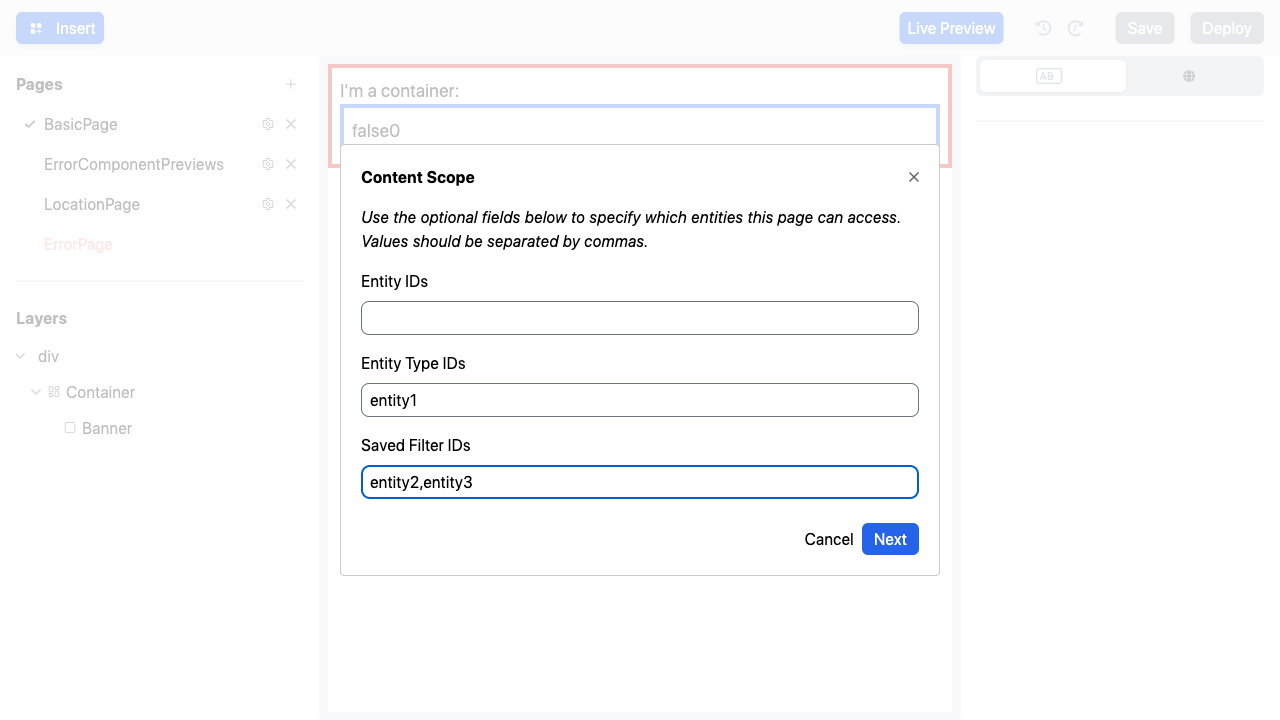 Insert
Live Preview
Save
Deploy
Pages
BasicPage
ErrorComponentPreviews
LocationPage
ErrorPage
Layers
div
Container
Banner
I'm a container:
false0
Content Scope
Use the optional fields below to specify which entities this page can access.
Values should be separated by commas.
Entity IDs
Entity Type IDs
entity1
Saved Filter IDs
entity2,entity3
Cancel
Next
AB